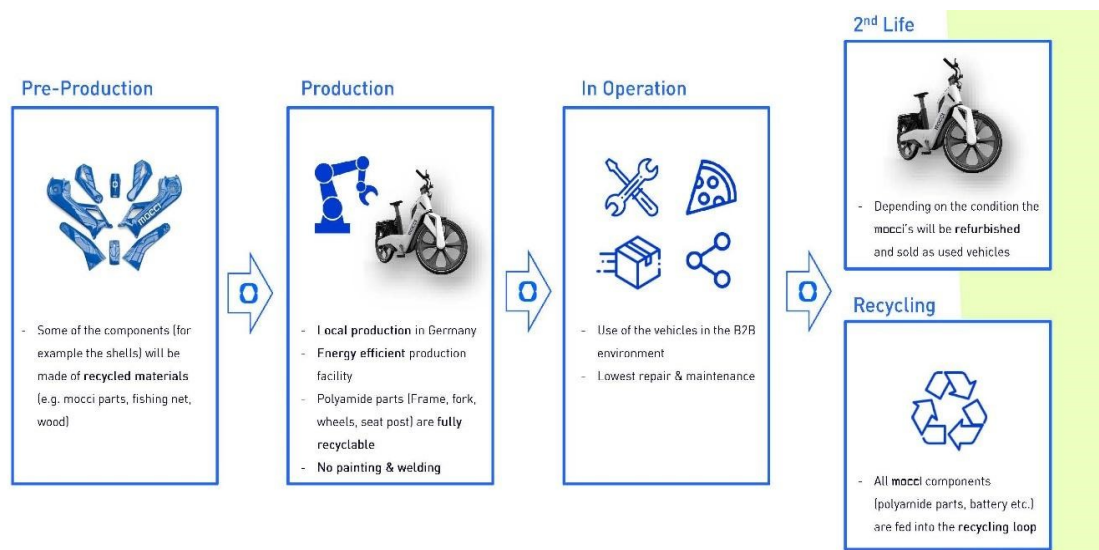 Pre-Production
mocci
- Some of the components (for
example the shells) will be
made of recycled materials
(e.g. mocci parts, fishing net,
wood)
Production
- Local production in Germany
- Energy efficient production
facility
- Polyamide parts (Frame, fork,
wheels, seat post) are fully
recyclable
- No painting & welding
In Operation
- Use of the vehicles in the B2B
environment
- Lowest repair & maintenance
2nd Life
mocci
- Depending on the condition the
mocci's will be refurbished
and sold as used vehicles
Recycling
- All mocci components
(polyamide parts, battery etc.)
are fed into the recycling loop